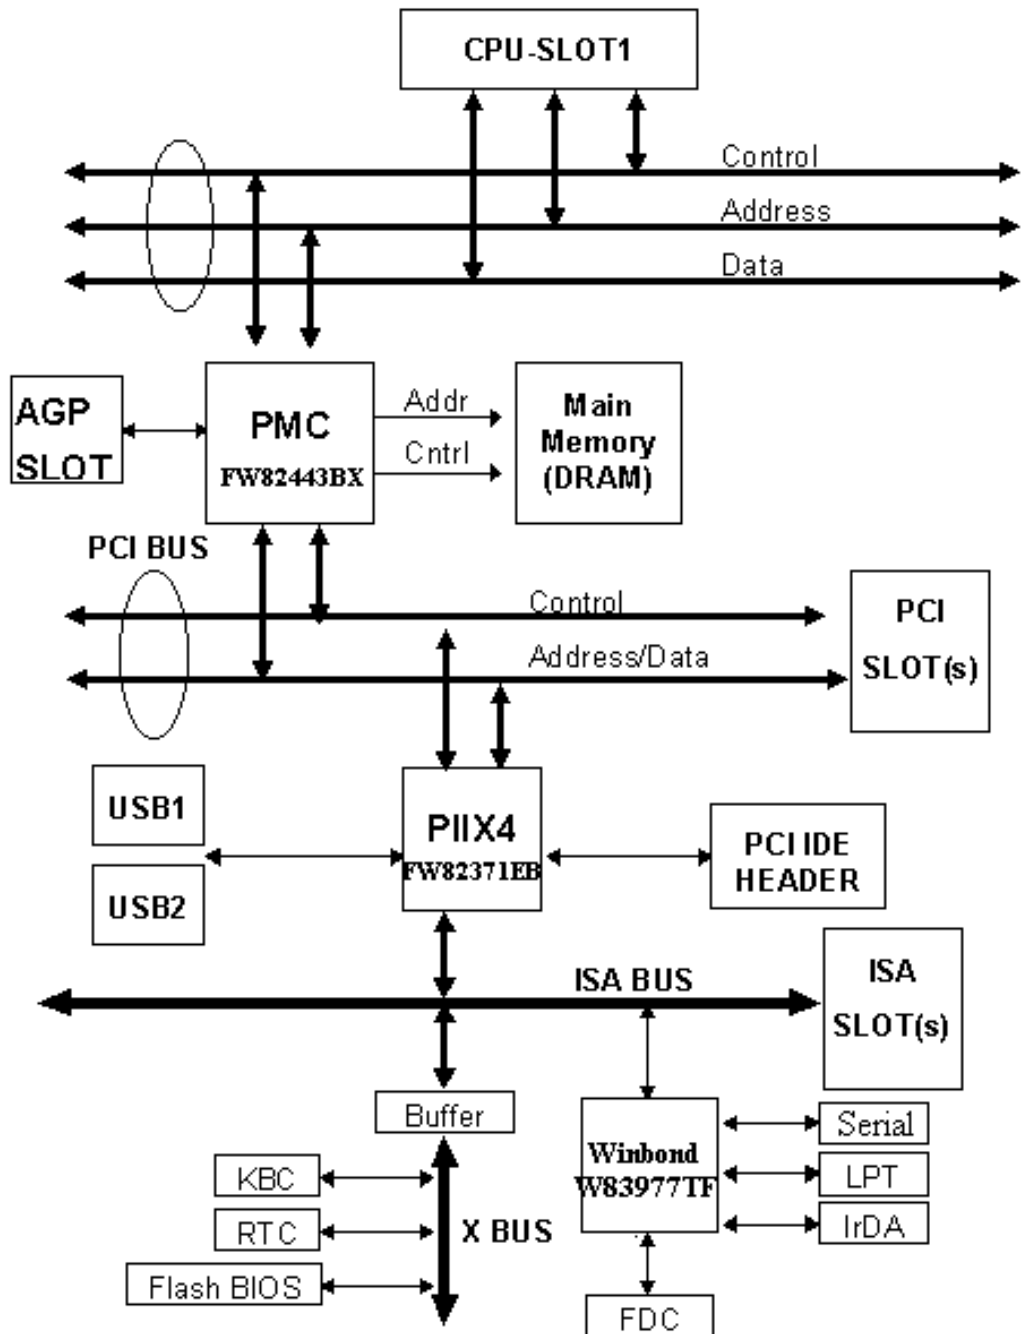 CPU-SLOT1
Control
Address
Data
AGP
SLOT
PMC
FW82443BX
Addr
Cntrl
Main
Memory
(DRAM)
PCI BUS
Control
Address/Data
PCI
SLOT(s)
USB1
USB2
PIIX4
FW82371EB
PCI IDE
HEADER
ISA BUS
ISA
SLOT(s)
Buffer
KBC
RTC
Flash BIOS
X BUS
Winbond
W83977TF
Serial
LPT
IrDA
FDC